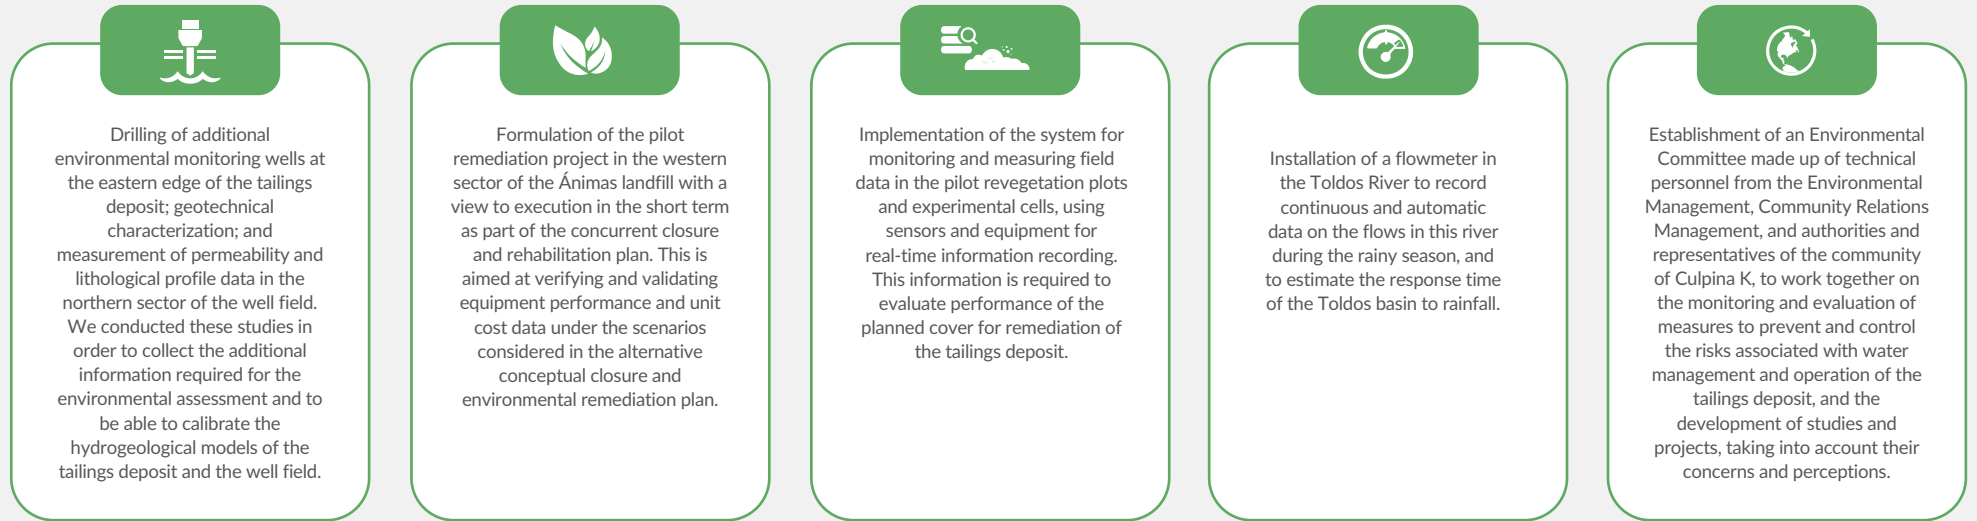 Drilling of additional
environmental monitoring wells at
the eastern edge of the tailings
deposit; geotechnical
characterization; and
measurement of permeability and
lithological profile data in the
northern sector of the well field.
We conducted these studies in
order to collect the additional
information required for the
environmental assessment and to
be able to calibrate the
hydrogeological models of the
tailings deposit and the well field.
Formulation of the pilot
remediation project in the western
sector of the Ánimas landfill with a
view to execution in the short term
as part of the concurrent closure
and rehabilitation plan. This is
aimed at verifying and validating
equipment performance and unit
cost data under the scenarios
considered in the alternative
conceptual closure and
environmental remediation plan.
Implementation of the system for
monitoring and measuring field
data in the pilot revegetation plots
and experimental cells, using
sensors and equipment for
real-time information recording.
This information is required to
evaluate performance of the
planned cover for remediation of
the tailings deposit.
Installation of a flowmeter in
the Toldos River to record
continuous and automatic
data on the flows in this river
during the rainy season, and
to estimate the response time
of the Toldos basin to rainfall.
Establishment of an Environmental
Committee made up of technical
personnel from the Environmental
Management, Community Relations
Management, and authorities and
representatives of the community
of Culpina K, to work together on
the monitoring and evaluation of
measures to prevent and control
the risks associated with water
management and operation of the
tailings deposit, and the
development of studies and
projects, taking into account their
concerns and perceptions.